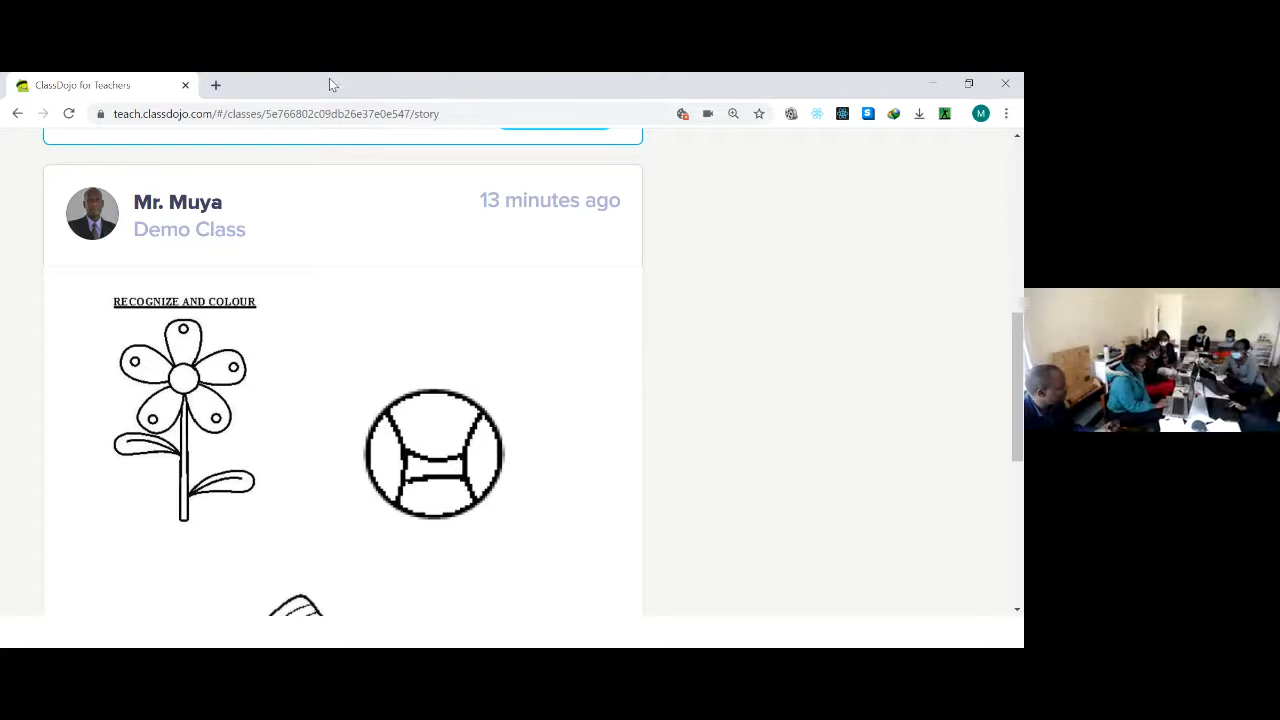 ClassDojo for Teachers
teach.classdojo.com/#/classes/5e766802c09db26e37e0e547/story
M
Mr. Muya
13 minutes ago
Demo Class
RECOGNIZE AND COLOUR